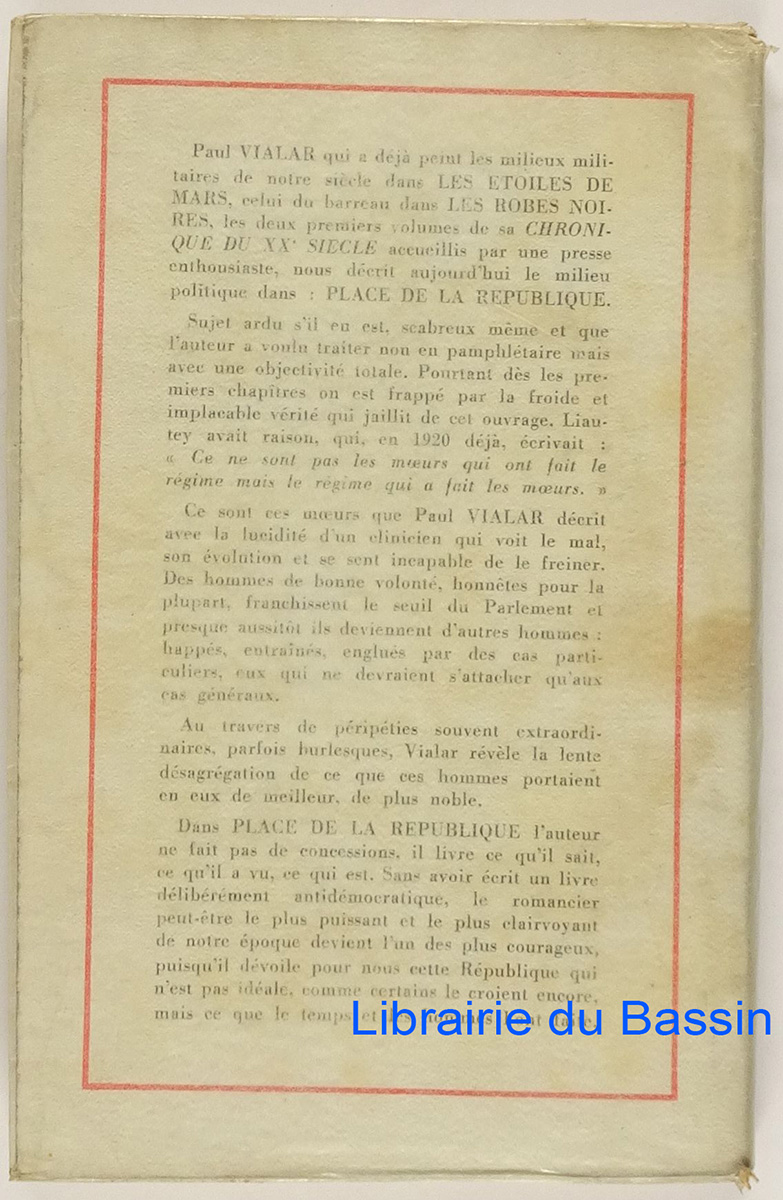 Paul VIALAR qui a déjà peint les milieux mili-
taires de notre siècle dans LES ETOILES DE
MARS, celui du barreau dans LES ROBES NOI-
RES, les deux premiers volumes de sa CHRONI-
QUE DU XXe SIECLE accueillis par une presse
enthousiaste, nous décrit aujourd'hui le milieu
politique dans : PLACE DE LA REPUBLIQUE.
Sujet ardu s'il en est, scabreux même et que
l'auteur a voulu traiter non en pamphlétaire mais
avec une objectivité totale. Pourtant dès les pre-
miers chapîtres on est frappé par la froide et
implacable vérité qui jaillit de cet ouvrage. Liau-
tey avait raison, qui, en 1920 déjà, écrivait :
« Ce ne sont pas les mœurs qui ont fait le
régime mais le régime qui a fait les mœurs. »
Ce sont ces mœurs que Paul VIALAR décrit
avec la lucidité d'un clinicien qui voit le mal,
son évolution et se sent incapable de le freiner.
Des hommes de bonne volonté, honnêtes pour la
plupart, franchissent le seuil du Parlement et
presque aussitôt ils deviennent d'autres hommes :
happés, entraînés, englués par des cas parti-
culiers, eux qui ne devraient s'attacher qu'aux
cas généraux.
Au travers de péripéties souvent extraordi-
naires, parfois burlesques, Vialar révèle la lente
désagrégation de ce que ces hommes portaient
en eux de meilleur, de plus noble.
Dans PLACE DE LA REPUBLIQUE l'auteur
ne fait pas de concessions, il livre ce qu'il sait,
ce qu'il a vu, ce qui est. Sans avoir écrit un livre
délibérément antidémocratique, le romancier
peut-être le plus puissant et le plus clairvoyant
de notre époque devient l'un des plus courageux,
puisqu'il dévoile pour nous cette République qui
n'est pas idéale, comme certains le croient encore,
mais ce que le temps et les hommes l'ont faite.
Librairie du Bassin